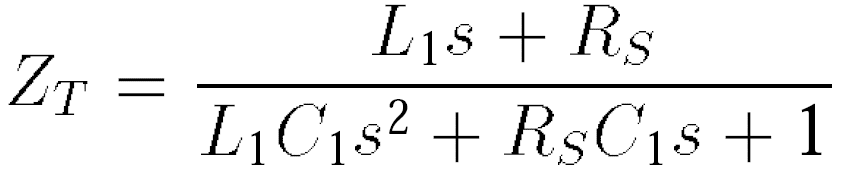 Z_T = \frac{L_1 s + R_S}{L_1 C_1 s^2 + R_S C_1 s + 1}